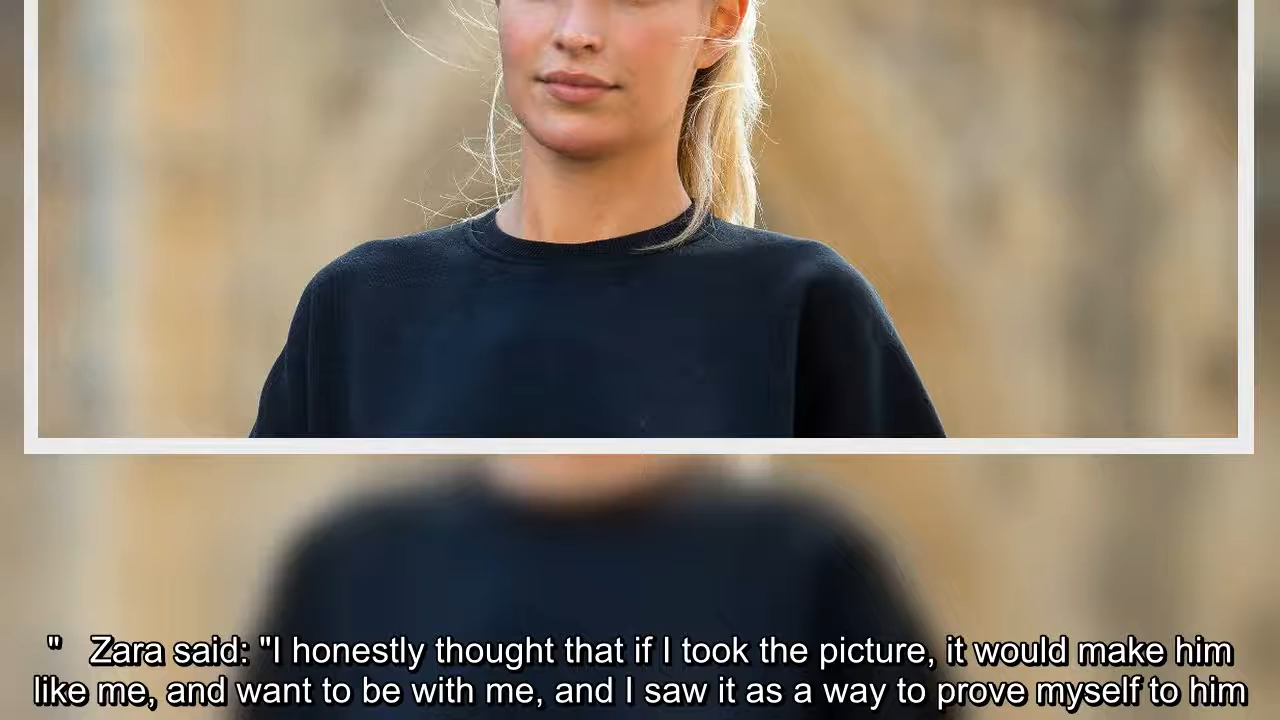 " Zara said: "I honestly thought that if I took the picture, it would make him
like me, and want to be with me, and I saw it as a way to prove myself to him